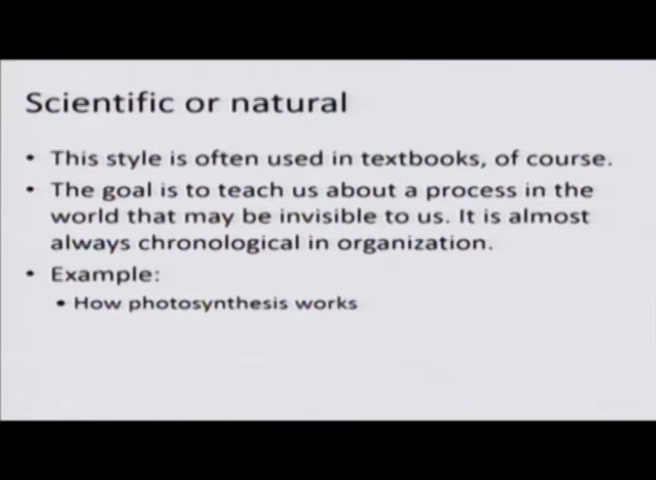 Scientific or natural
• This style is often used in textbooks, of course.
• The goal is to teach us about a process in the
world that may be invisible to us. It is almost
always chronological in organization.
• Example:
• How photosynthesis works